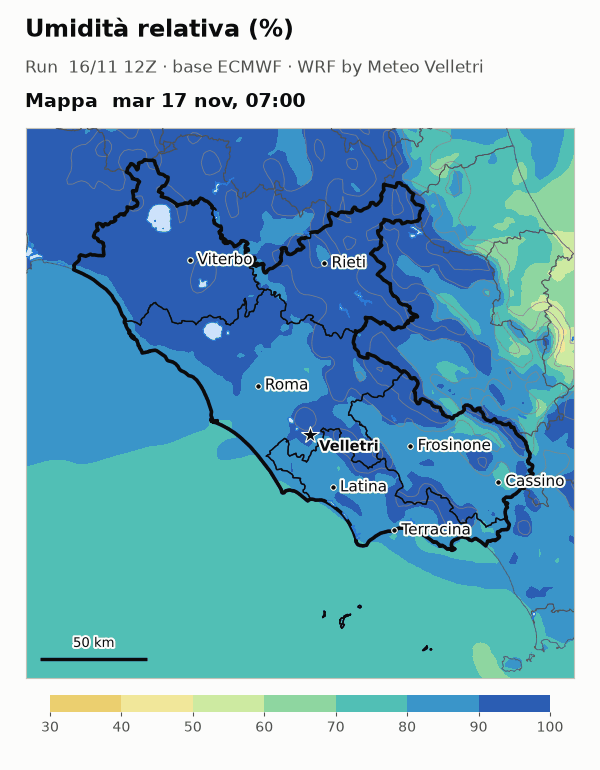 Umidità relativa (%)
Run  16/11 12Z · base ECMWF · WRF by Meteo Velletri
Mappa  mar 17 nov, 07:00
Viterbo
Rieti
Roma
Velletri
Frosinone
Cassino
Latina
Terracina
50 km
30 40 50 60 70 80 90 100